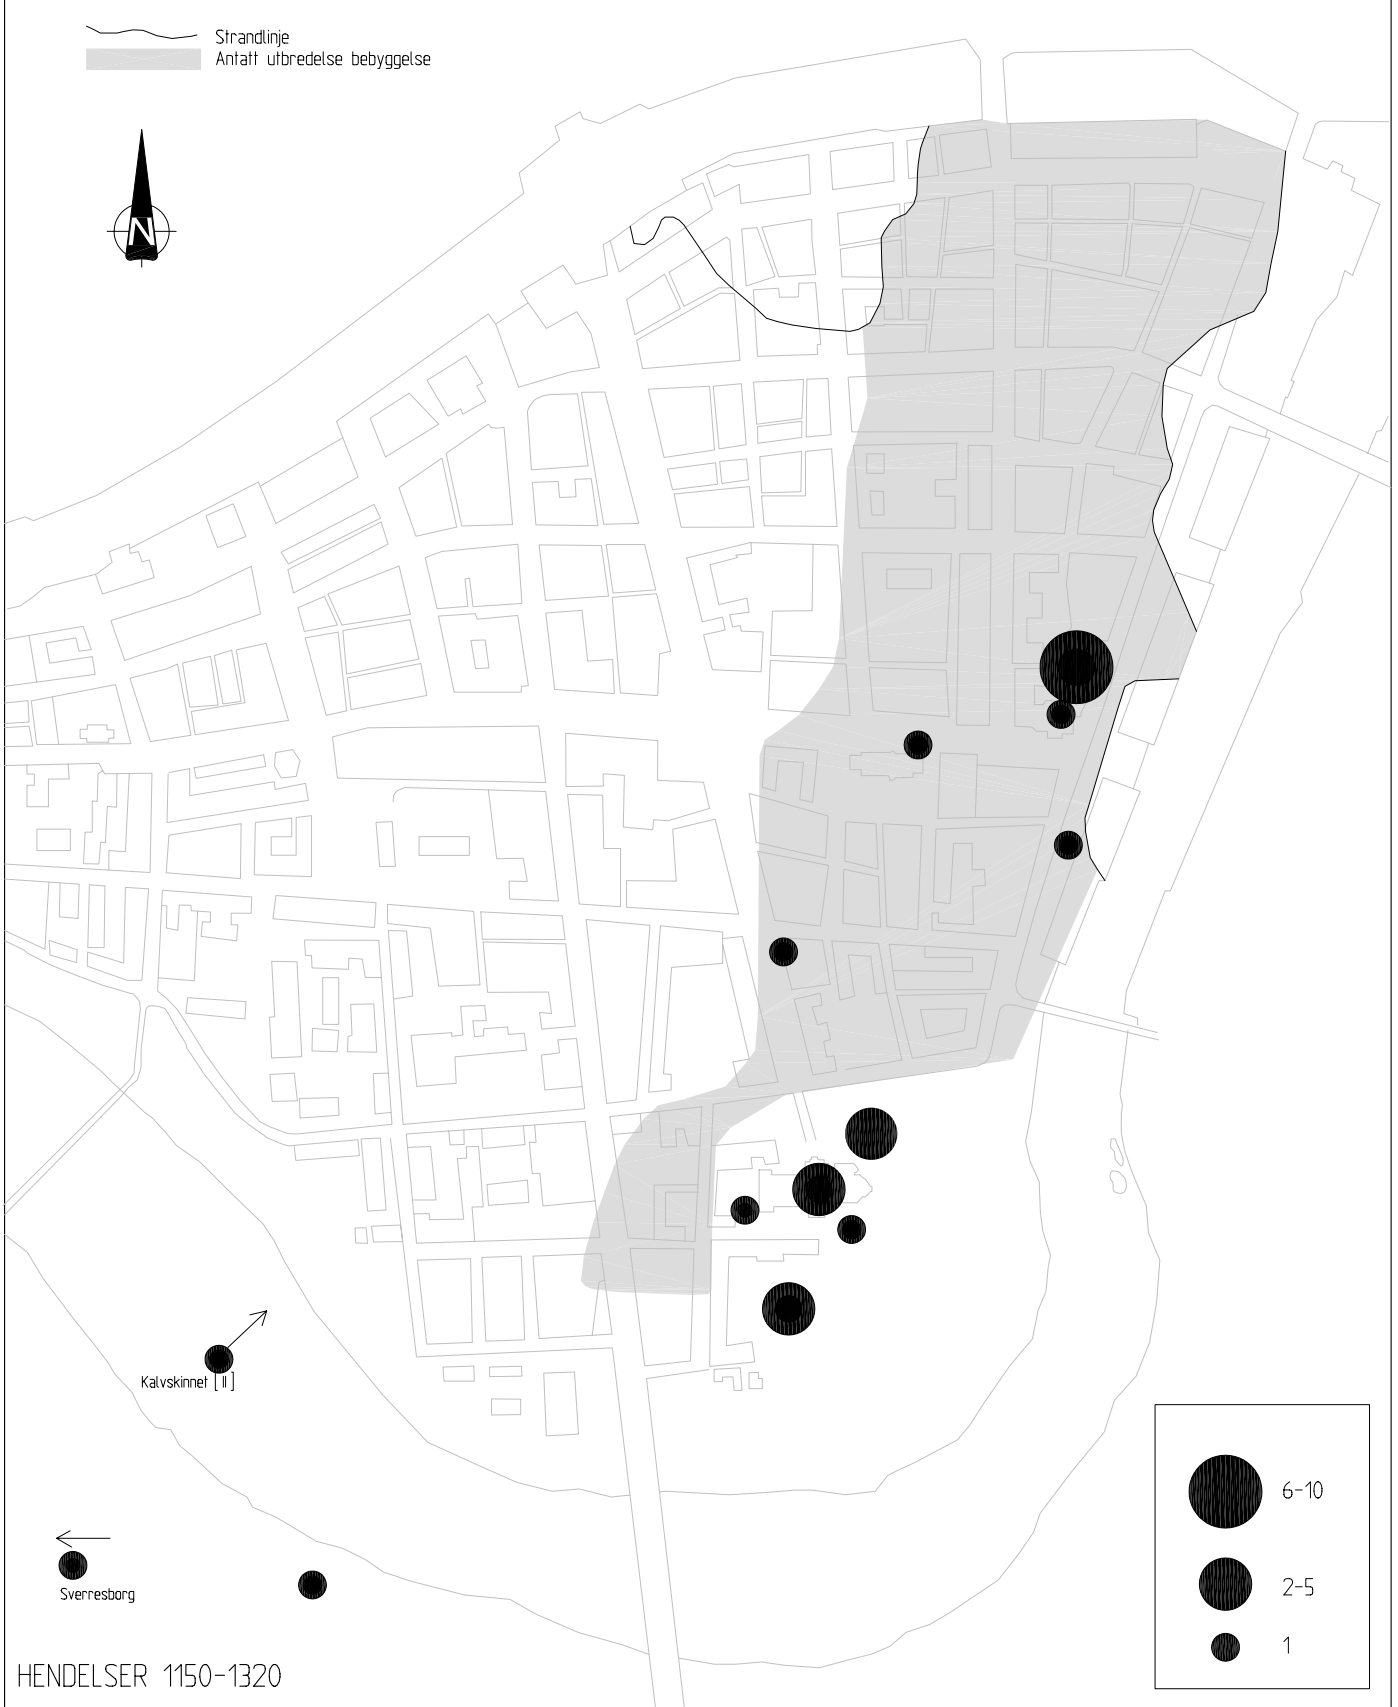 Strandlinje
Antatt utbredelse bebyggelse
N
Kalvskinnet [ II ]
Sverresborg
HENDELSER 1150-1320
6-10
2-5
1